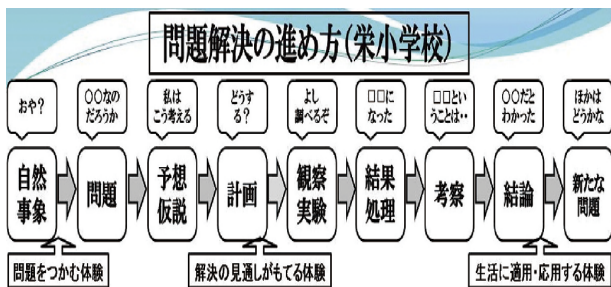 問題解決の進め方(栄小学校)
おや?
○○なの
だろうか
私は
こう考える
どうす
る?
よし
調べるぞ
□□に
なった
□□とい
うことは・・
○○だと
わかった
ほかは
どうかな
自然
事象
問題
予想
仮説
計画
観察
実験
結果
処理
考察
結論
新たな
問題
問題をつかむ体験
解決の見通しがもてる体験
生活に適用・応用する体験